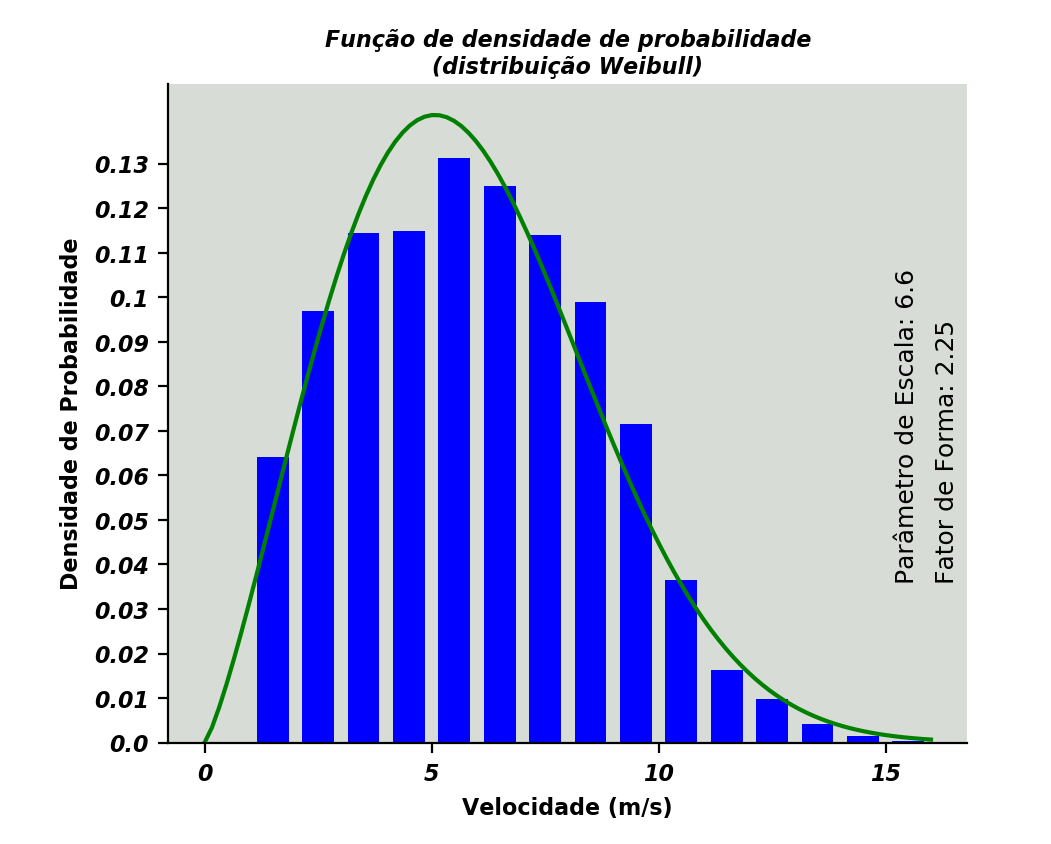 Função de densidade de probabilidade
(distribuição Weibull)
Densidade de Probabilidade
0.13
0.12
0.11
0.1
0.09
0.08
0.07
0.06
0.05
0.04
0.03
0.02
0.01
0.0
Parâmetro de Escala: 6.6
Fator de Forma: 2.25
0 5 10 15
Velocidade (m/s)